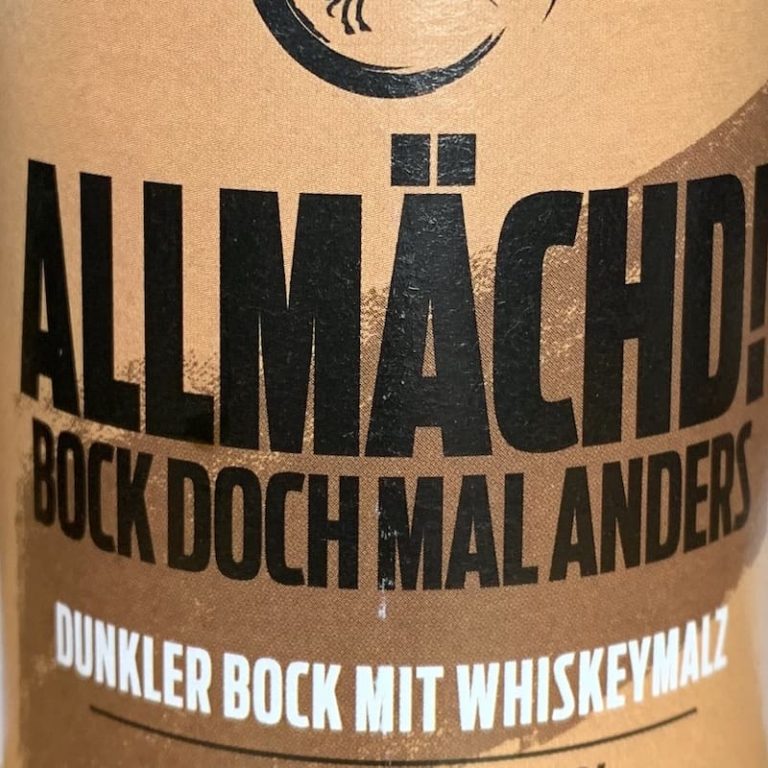 ALLMÄCHD!
BOCK DOCH MAL ANDERS
DUNKLER BOCK MIT WHISKEYMALZ